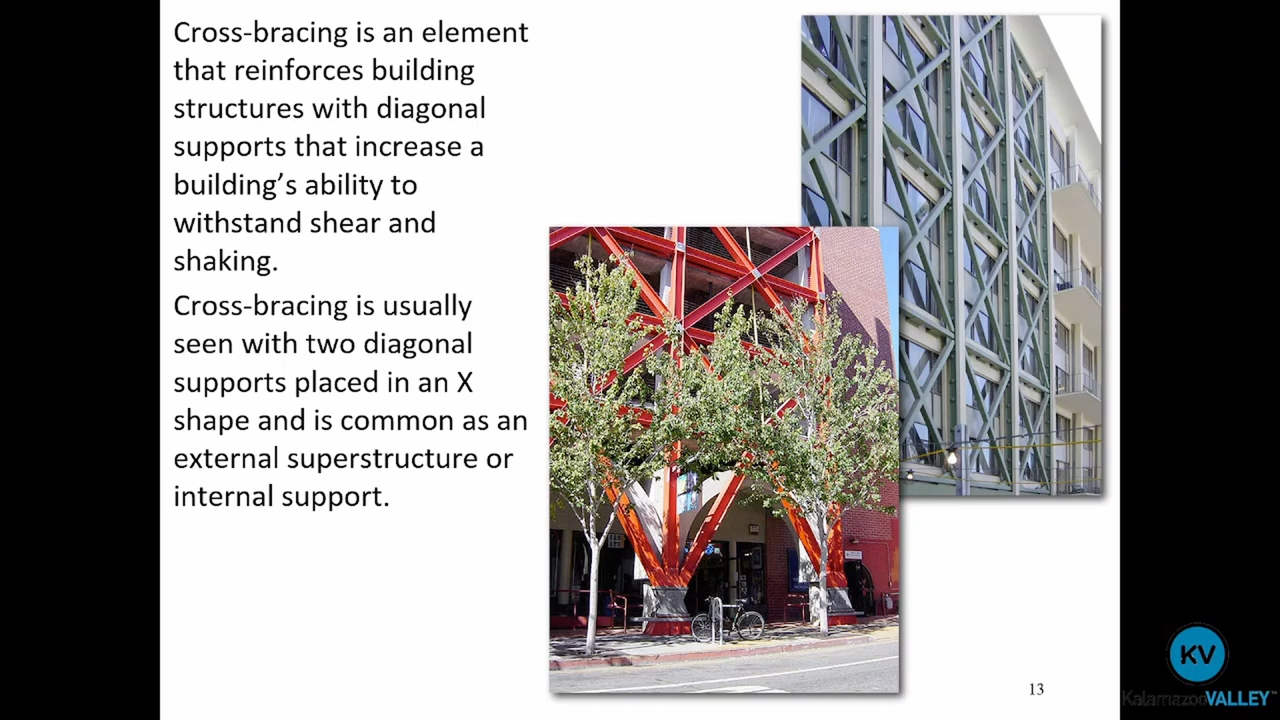 Cross-bracing is an element
that reinforces building
structures with diagonal
supports that increase a
building’s ability to
withstand shear and
shaking.
Cross-bracing is usually
seen with two diagonal
supports placed in an X
shape and is common as an
external superstructure or
internal support.
13
KV
Kalamazoo VALLEY™